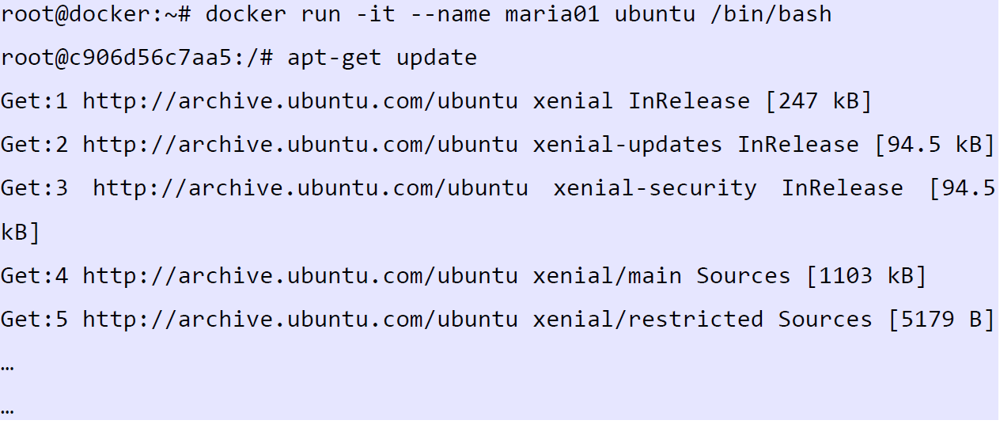 root@docker:~# docker run -it --name maria01 ubuntu /bin/bash
root@c906d56c7aa5:/# apt-get update
Get:1 http://archive.ubuntu.com/ubuntu xenial InRelease [247 kB]
Get:2 http://archive.ubuntu.com/ubuntu xenial-updates InRelease [94.5 kB]
Get:3 http://archive.ubuntu.com/ubuntu xenial-security InRelease [94.5
kB]
Get:4 http://archive.ubuntu.com/ubuntu xenial/main Sources [1103 kB]
Get:5 http://archive.ubuntu.com/ubuntu xenial/restricted Sources [5179 B]
…
…